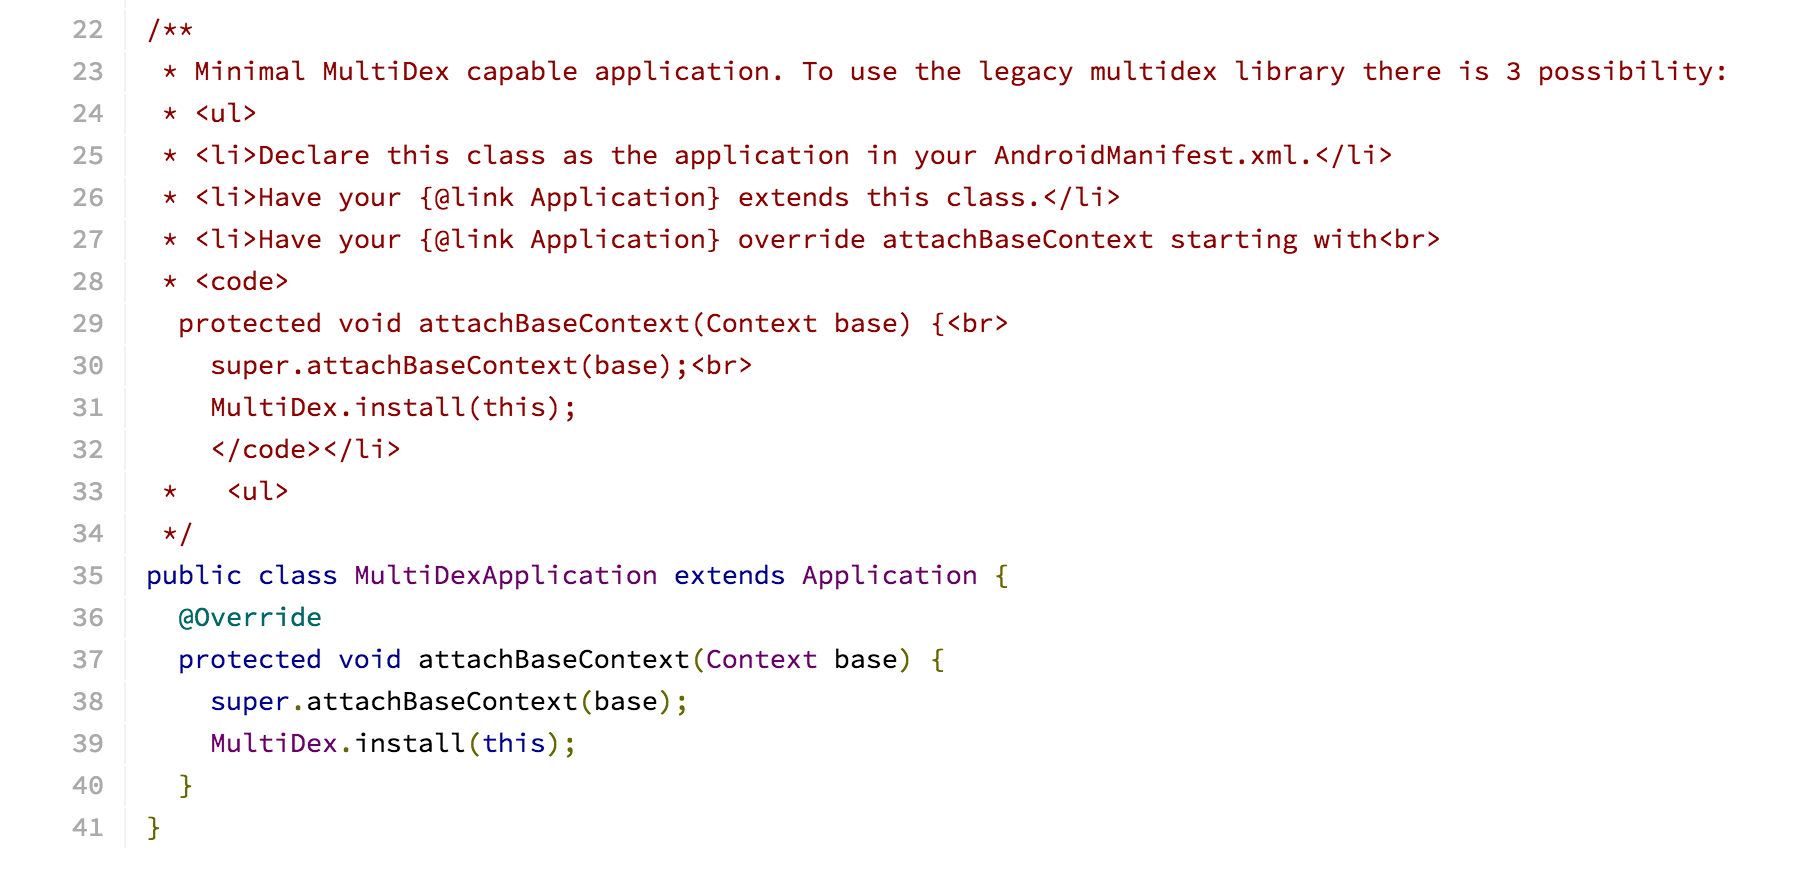 22 /**
23  * Minimal MultiDex capable application. To use the legacy multidex library there is 3 possibility:
24  * <ul>
25  * <li>Declare this class as the application in your AndroidManifest.xml.</li>
26  * <li>Have your {@link Application} extends this class.</li>
27  * <li>Have your {@link Application} override attachBaseContext starting with<br>
28  * <code>
29   protected void attachBaseContext(Context base) {<br>
30     super.attachBaseContext(base);<br>
31     MultiDex.install(this);
32     </code></li>
33  *   <ul>
34  */
35 public class MultiDexApplication extends Application {
36   @Override
37   protected void attachBaseContext(Context base) {
38     super.attachBaseContext(base);
39     MultiDex.install(this);
40   }
41 }